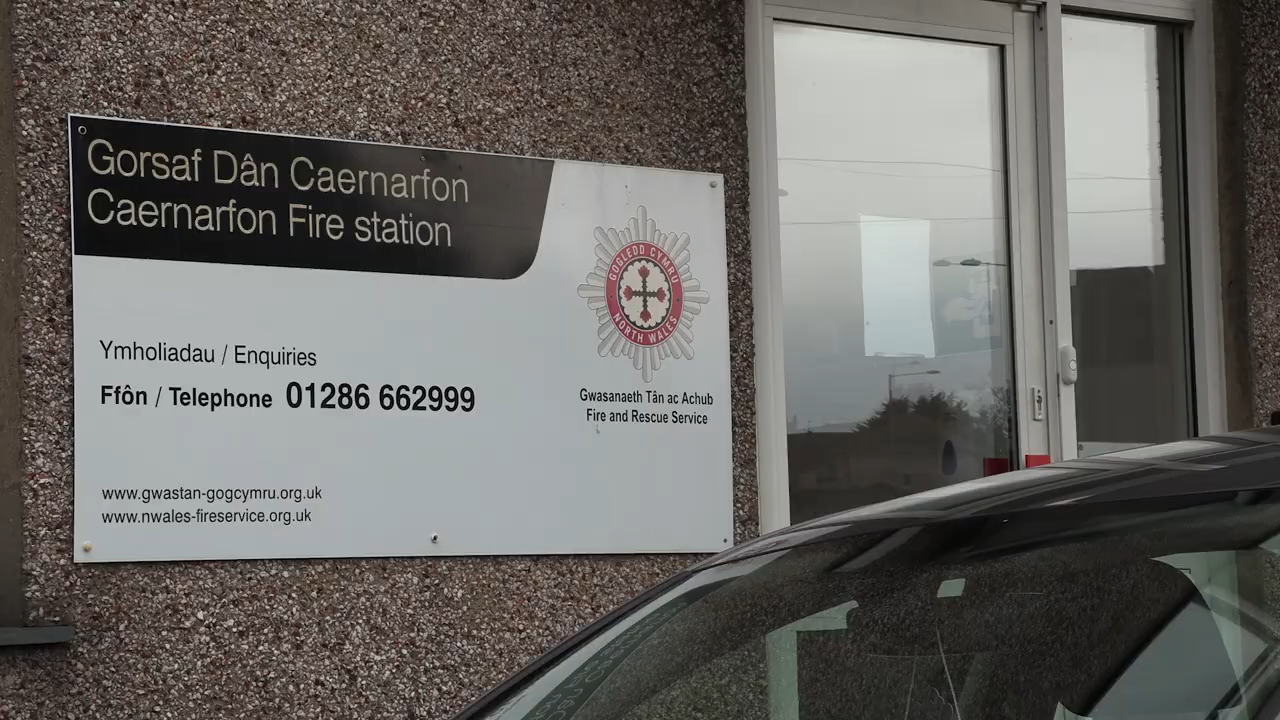 Gorsaf Dân Caernarfon
Caernarfon Fire station
GOGLEDD CYMRU
NORTH WALES
Gwasanaeth Tân ac Achub
Fire and Rescue Service
Ymholiadau / Enquiries
Ffôn / Telephone 01286 662999
www.gwastan-gogcymru.org.uk
www.nwales-fireservice.org.uk